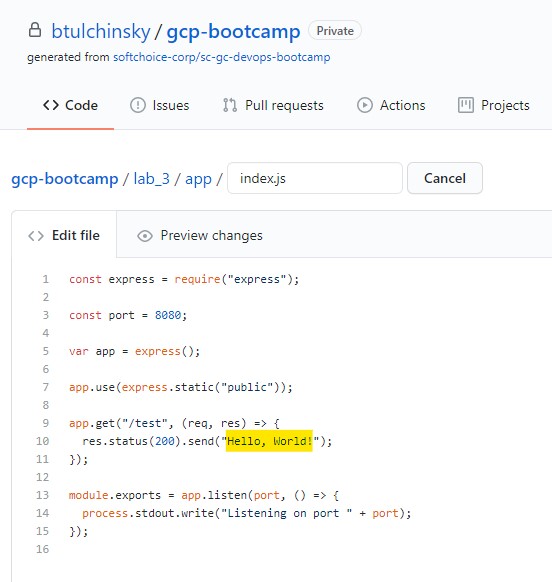 btulchinsky / gcp-bootcamp Private
generated from softchoice-corp/sc-gc-devops-bootcamp
<> Code Issues Pull requests Actions Projects
gcp-bootcamp / lab_3 / app / index.js Cancel
<> Edit file Preview changes
1 const express = require("express");
2
3 const port = 8080;
4
5 var app = express();
6
7 app.use(express.static("public"));
8
9 app.get("/test", (req, res) => {
10   res.status(200).send("Hello, World!");
11 });
12
13 module.exports = app.listen(port, () => {
14   process.stdout.write("Listening on port " + port);
15 });
16